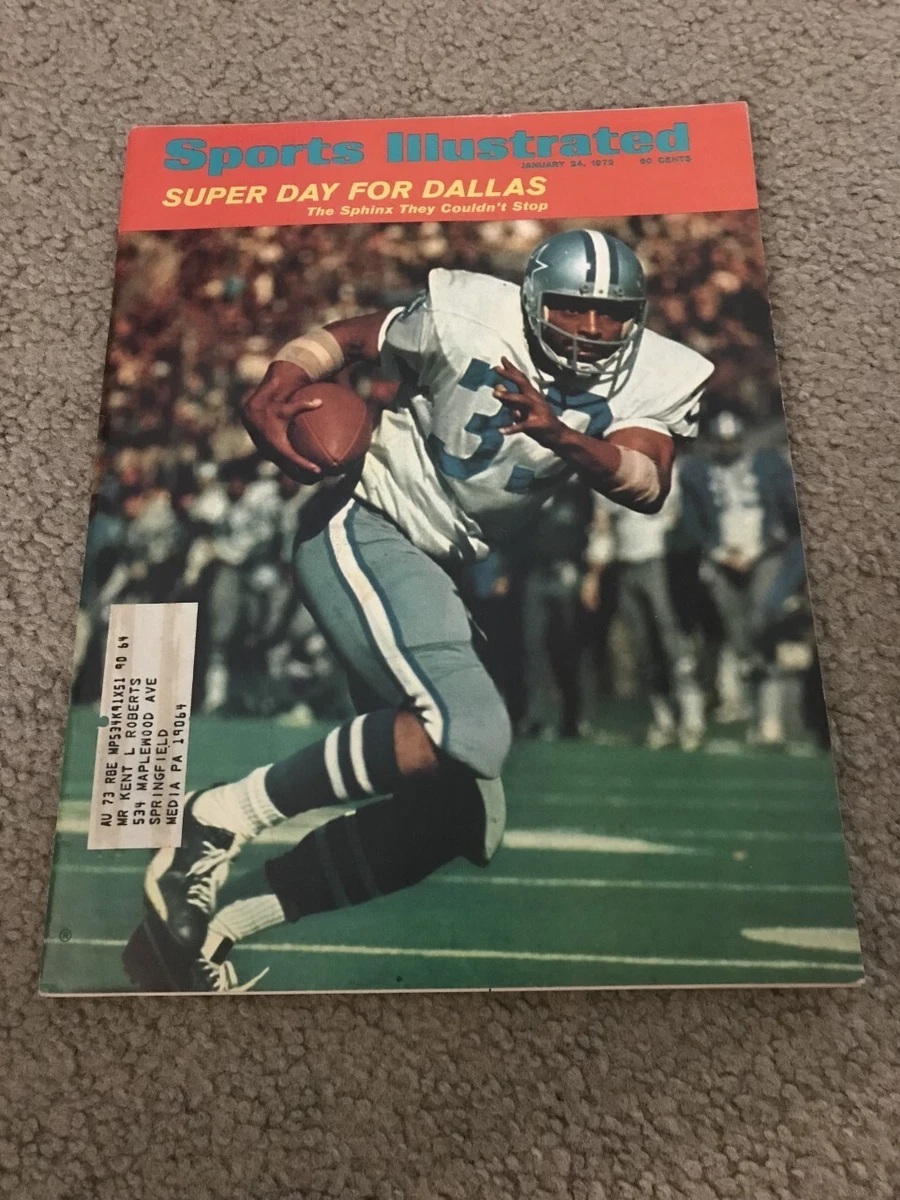 Sports Illustrated
JANUARY 24, 1972 60 CENTS
SUPER DAY FOR DALLAS
The Sphinx They Couldn't Stop
AU 73 RBE WP534K91X51 90 64
MR KENT L ROBERTS
534 MAPLEWOOD AVE
SPRINGFIELD
MEDIA PA 19064
®